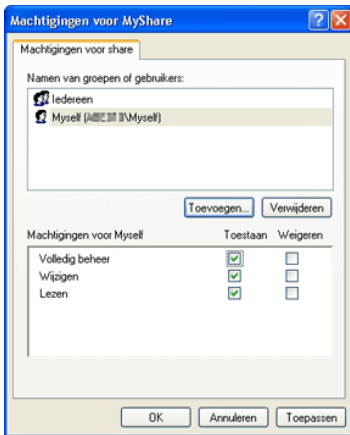 Machtigingen voor MyShare
Machtigingen voor share
Namen van groepen of gebruikers:
Iedereen
Myself (\Myself)
Toevoegen... Verwijderen
Machtigingen voor Myself Toestaan Weigeren
Volledig beheer
Wijzigen
Lezen
OK Annuleren Toepassen